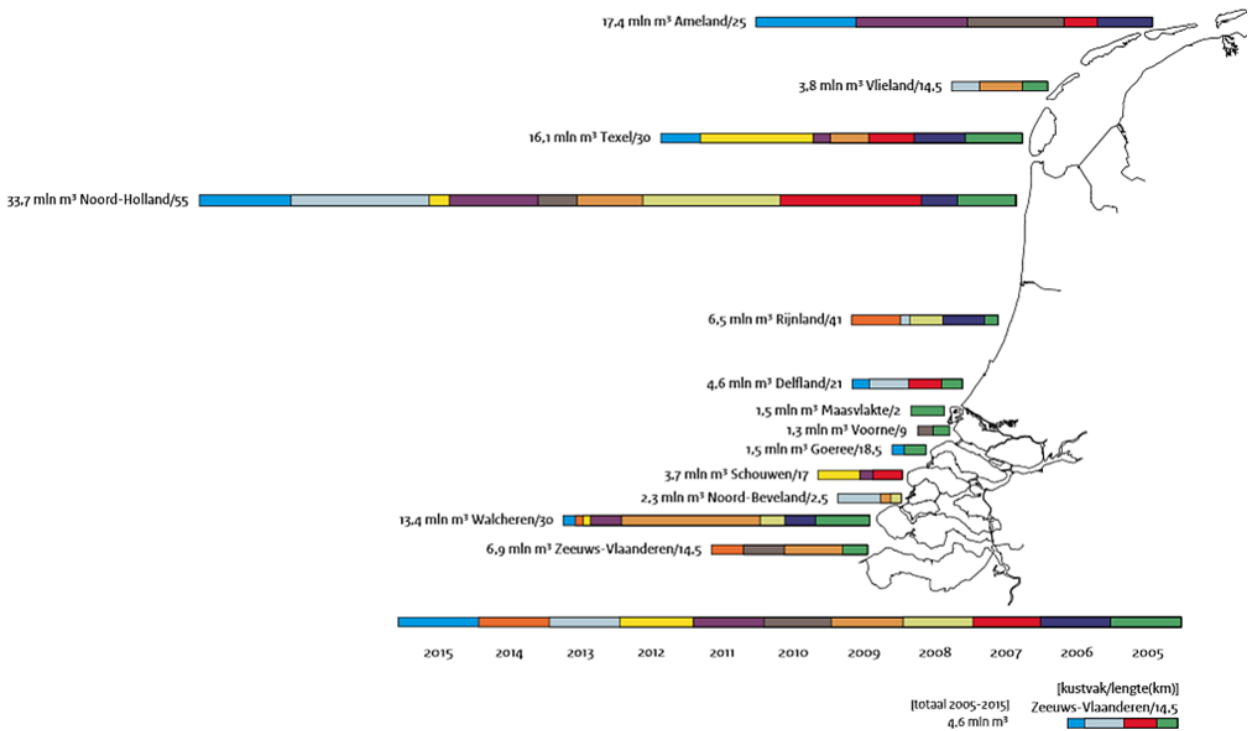 17,4 mln m³ Ameland/25
3,8 mln m³ Vlieland/14,5
16,1 mln m³ Texel/30
33,7 mln m³ Noord-Holland/55
6,5 mln m³ Rijnland/41
4,6 mln m³ Delfland/21
1,5 mln m³ Maasvlakte/2
1,3 mln m³ Voorne/9
1,5 mln m³ Goeree/18,5
3,7 mln m³ Schouwen/17
2,3 mln m³ Noord-Beveland/2,5
13,4 mln m³ Walcheren/30
6,9 mln m³ Zeeuws-Vlaanderen/14,5
2015 2014 2013 2012 2011 2010 2009 2008 2007 2006 2005
[kustvak/lengte(km)]
[totaal 2005-2015] Zeeuws-Vlaanderen/14,5
4,6 mln m³